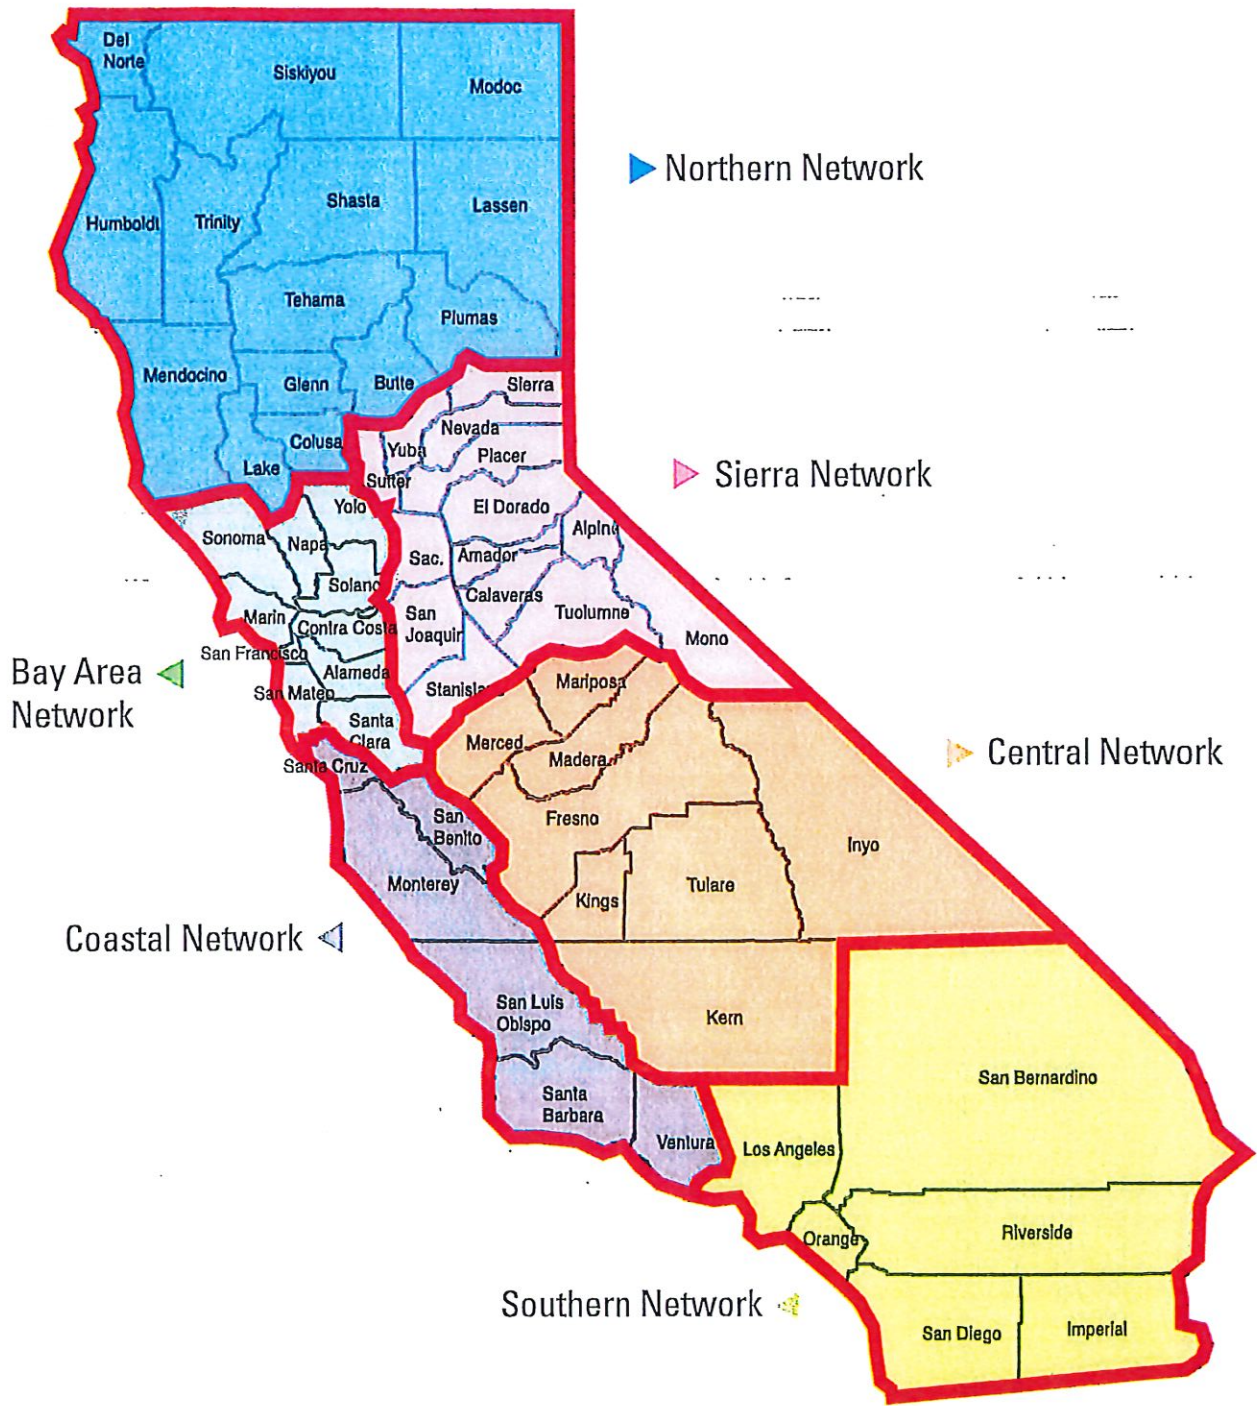 Del
Norte
Siskiyou
Modoc
Northern Network
Humboldt
Trinity
Shasta
Lassen
Tehama
Plumas
Mendocino
Glenn
Butte
Sierra
Nevada
Colusa
Yuba
Placer
Lake
Sutter
Sierra Network
Yolo
El Dorado
Alpine
Sonoma
Napa
Sac.
Amador
Solano
Calaveras
Tuolumne
Marin
Contra Costa
San
Joaquin
Mono
San Francisco
Bay Area
Network
Alameda
Mariposa
San Mateo
Stanislaus
Santa
Clara
Merced
Central Network
Santa Cruz
Madera
San
Benito
Fresno
Inyo
Monterey
Kings
Tulare
Coastal Network
San Luis
Obispo
Kern
San Bernardino
Santa
Barbara
Ventura
Los Angeles
Orange
Riverside
Southern Network
San Diego
Imperial